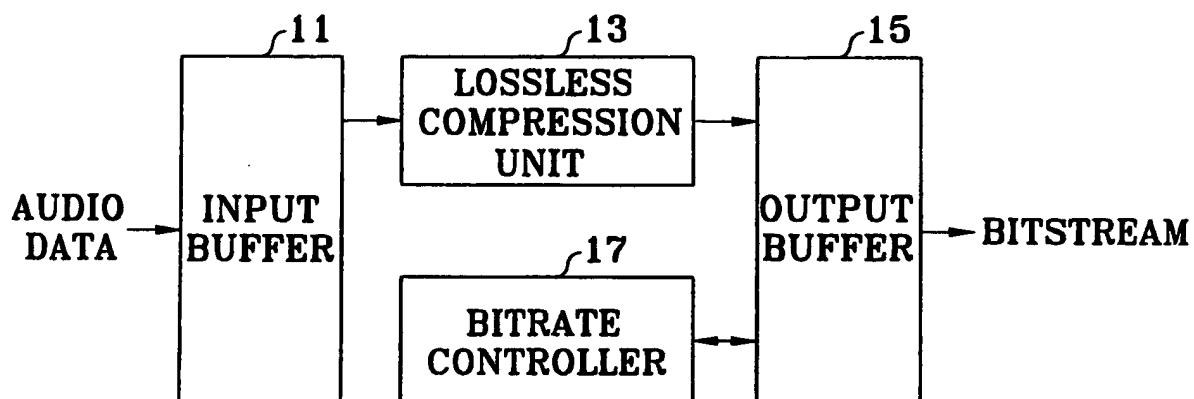 11
13
15
LOSSLESS
COMPRESSION
UNIT
AUDIO
DATA
INPUT
BUFFER
OUTPUT
BUFFER
BITSTREAM
17
BITRATE
CONTROLLER